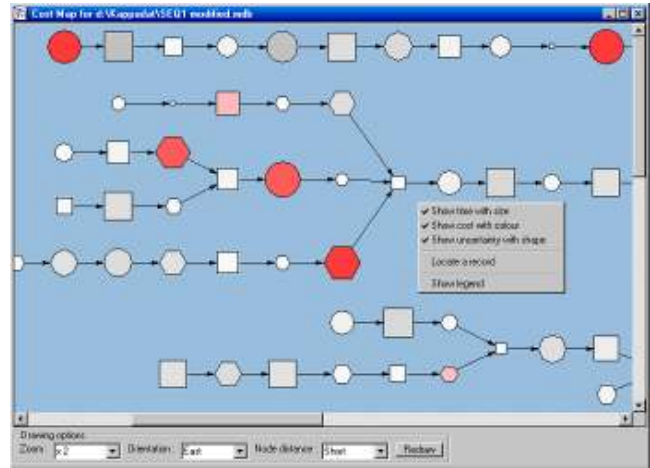 Cost Map for d:\Kappadat\SEQ1 modified.mdb
Show time with size
Show cost with colour
Show uncertainty with shape
Locate a record
Show legend
Drawing options
Zoom: x 2 Orientation: East Node distance: Short Redraw